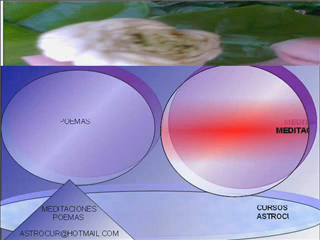 POEMAS
MEDITAC
MEDITACIONES
POEMAS
CURSOS
ASTROCI
ASTROCUR@HOTMAIL.COM